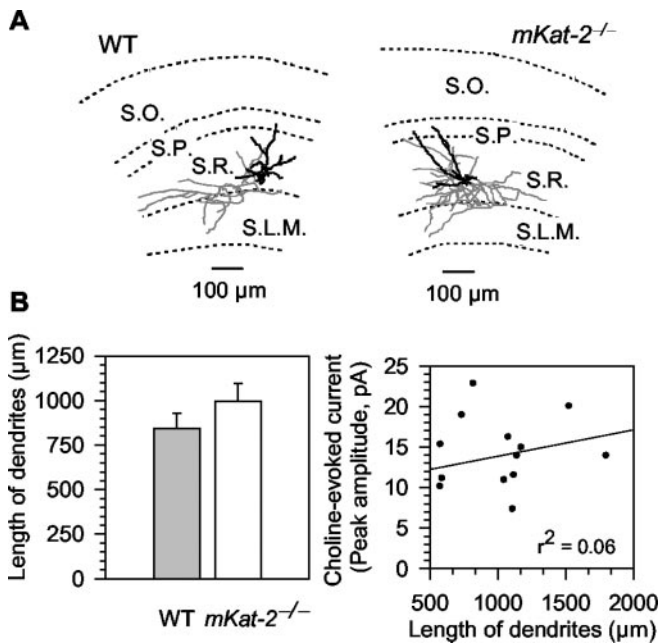 A
WT
mKat-2⁻/⁻
S.O.
S.P.
S.R.
S.L.M.
100 μm
S.O.
S.P.
S.R.
S.L.M.
100 μm
B
Length of dendrites (μm)
1250
1000
750
500
250
0
WT mKat-2⁻/⁻
Choline-evoked current
(Peak amplitude, pA)
25
20
15
10
5
0
r² = 0.06
500 1000 1500 2000
Length of dendrites (μm)